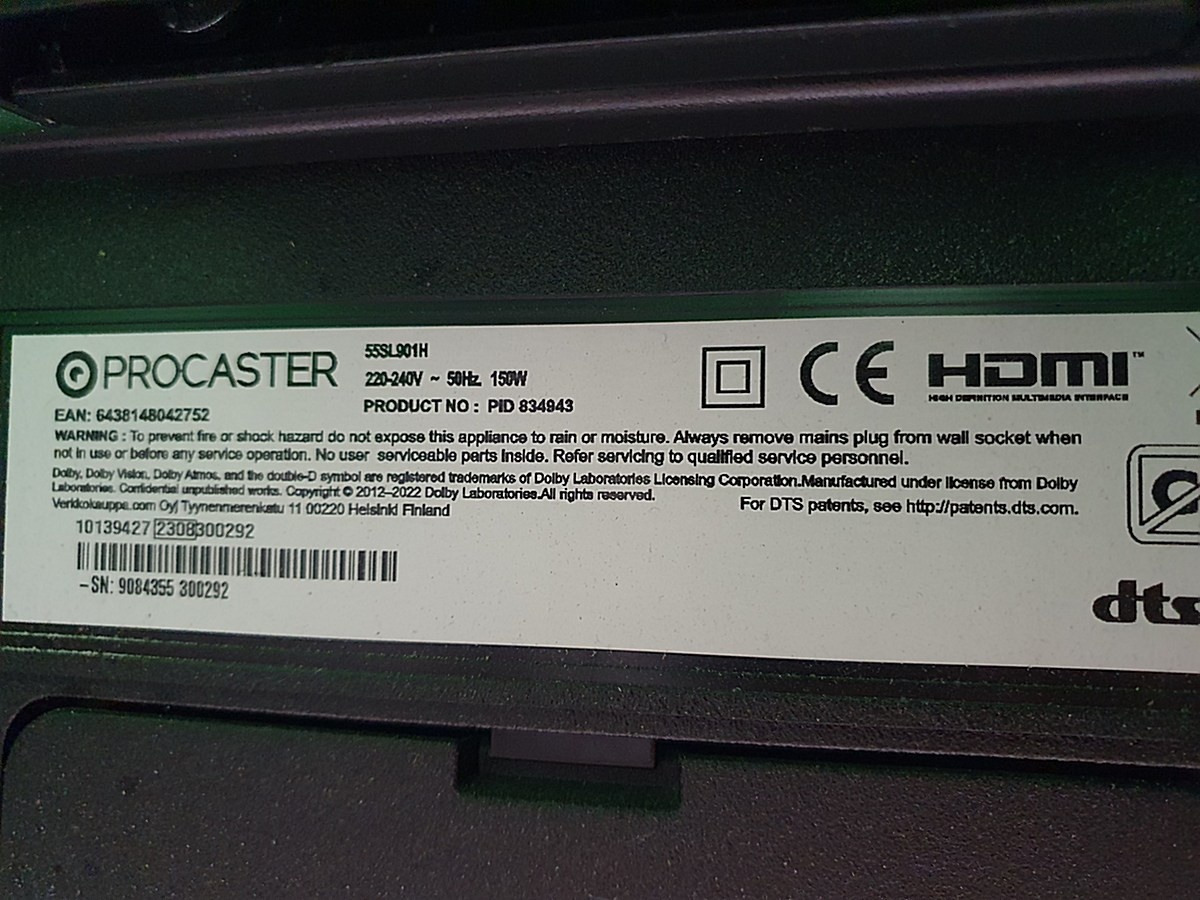 PROCASTER
55SL901H
220-240V ~ 50Hz, 150W
PRODUCT NO : PID 834943
EAN: 6438148042752
CE
HDMI™
HIGH DEFINITION MULTIMEDIA INTERFACE
WARNING : To prevent fire or shock hazard do not expose this appliance to rain or moisture. Always remove mains plug from wall socket when
not in use or before any service operation. No user serviceable parts inside. Refer servicing to qualified service personnel.
Dolby, Dolby Vision, Dolby Atmos, and the double-D symbol are registered trademarks of Dolby Laboratories Licensing Corporation.Manufactured under license from Dolby
Laboratories. Confidential unpublished works. Copyright © 2012–2022 Dolby Laboratories.All rights reserved.
For DTS patents, see http://patents.dts.com.
Verkkokauppa.com Oyj Tyynenmerenkatu 11 00220 Helsinki Finland
10139427 2308300292
–SN: 9084355 300292
dts